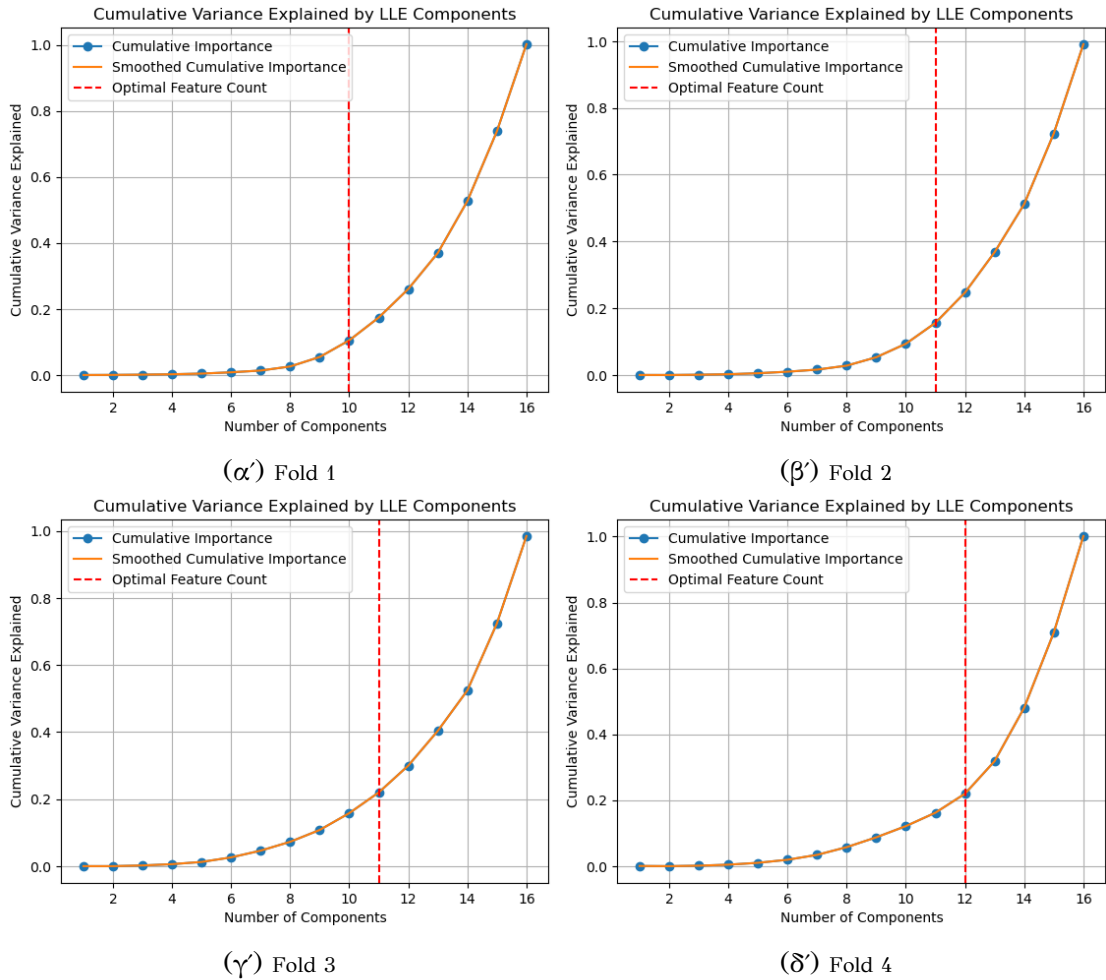 Cumulative Variance Explained by LLE Components
Cumulative Importance
Smoothed Cumulative Importance
Optimal Feature Count
Cumulative Variance Explained
1.0
0.8
0.6
0.4
0.2
0.0
2 4 6 8 10 12 14 16
Number of Components
(α′) Fold 1
Cumulative Variance Explained by LLE Components
Cumulative Importance
Smoothed Cumulative Importance
Optimal Feature Count
Cumulative Variance Explained
1.0
0.8
0.6
0.4
0.2
0.0
2 4 6 8 10 12 14 16
Number of Components
(β′) Fold 2
Cumulative Variance Explained by LLE Components
Cumulative Importance
Smoothed Cumulative Importance
Optimal Feature Count
Cumulative Variance Explained
1.0
0.8
0.6
0.4
0.2
0.0
2 4 6 8 10 12 14 16
Number of Components
(γ′) Fold 3
Cumulative Variance Explained by LLE Components
Cumulative Importance
Smoothed Cumulative Importance
Optimal Feature Count
Cumulative Variance Explained
1.0
0.8
0.6
0.4
0.2
0.0
2 4 6 8 10 12 14 16
Number of Components
(δ′) Fold 4